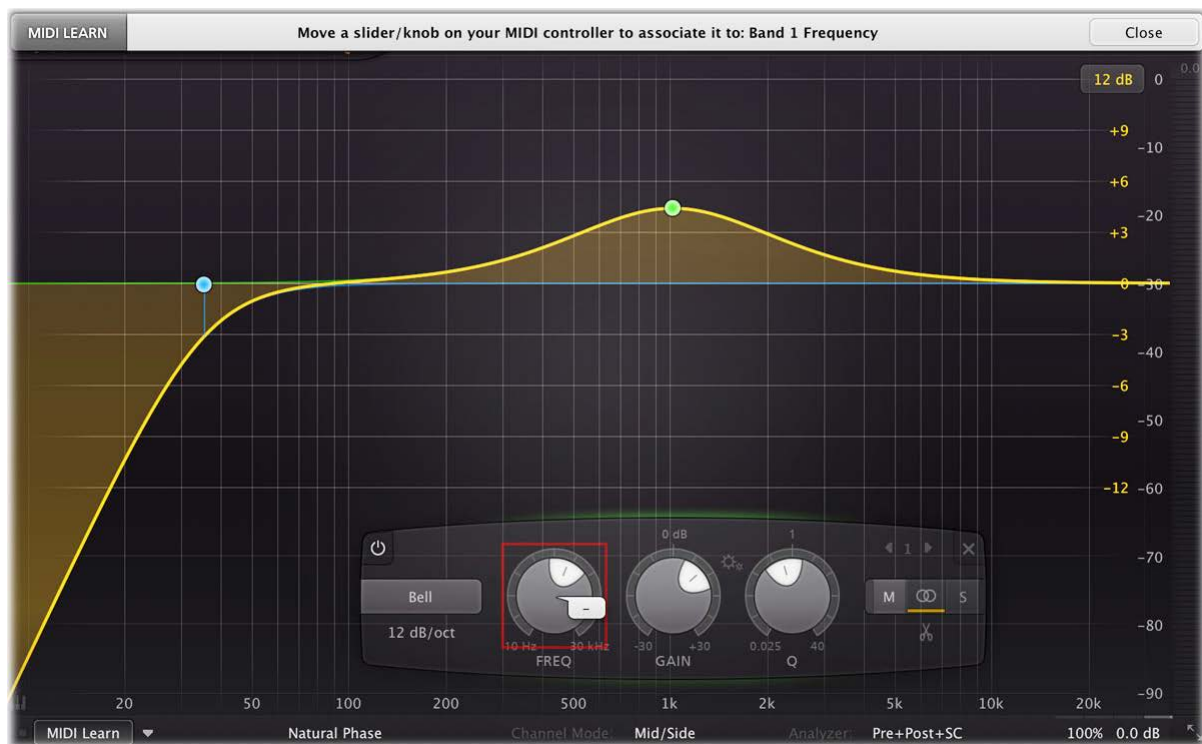 MIDI LEARN Move a slider/knob on your MIDI controller to associate it to: Band 1 Frequency Close
0.0
12 dB 0
+9
-10
+6
-20
+3
0 -30
-3
-40
-6
-9
-50
-12 -60
0 dB 1
1
-70
Bell
M S
-
12 dB/oct
-80
10 Hz 30 kHz -30 +30 0.025 40
FREQ GAIN Q
-90
20 50 100 200 500 1k 2k 5k 10k 20k
MIDI Learn Natural Phase Channel Mode: Mid/Side Analyzer: Pre+Post+SC 100% 0.0 dB